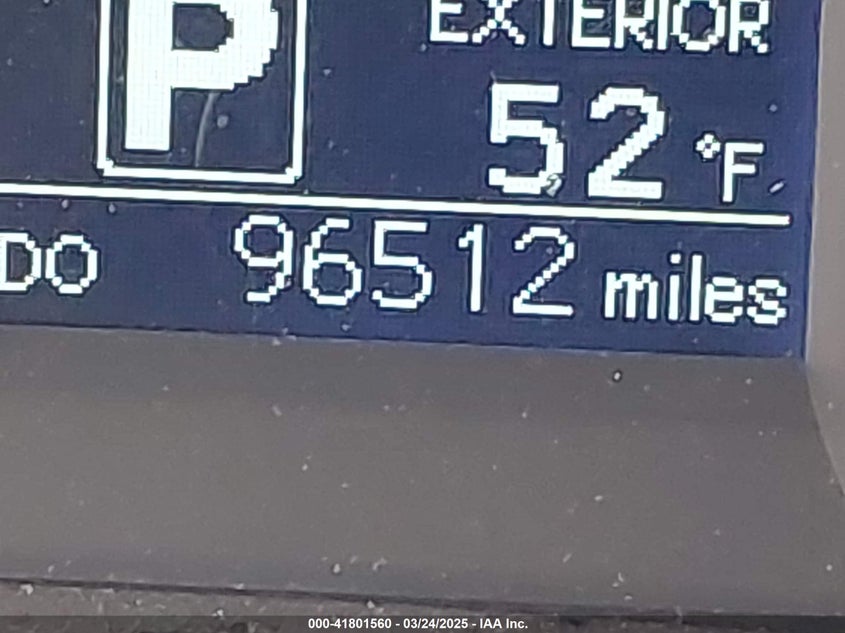 P
EXTERIOR
52 °F
DO 96512 miles
000-41801560 - 03/24/2025 - IAA Inc.